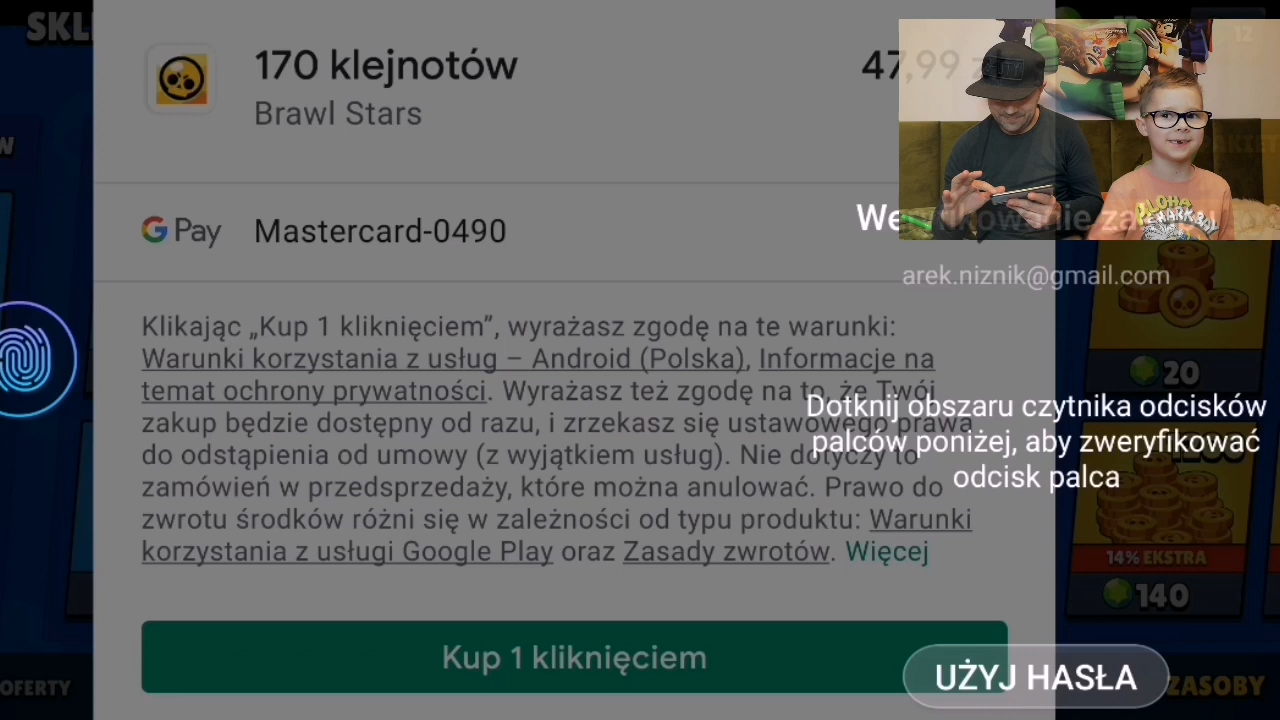 170 klejnotów
47,99
Brawl Stars
G Pay
Mastercard-0490
arek.niznik@gmail.com
Klikając „Kup 1 kliknięciem”, wyrażasz zgodę na te warunki:
Warunki korzystania z usług – Android (Polska), Informacje na
temat ochrony prywatności. Wyrażasz też zgodę na to, że Twój
zakup będzie dostępny od razu, i zrzekasz się ustawowego prawa
do odstąpienia od umowy (z wyjątkiem usług). Nie dotyczy to
zamówień w przedsprzedaży, które można anulować. Prawo do
zwrotu środków różni się w zależności od typu produktu: Warunki
korzystania z usługi Google Play oraz Zasady zwrotów. Więcej
Dotknij obszaru czytnika odcisków
palców poniżej, aby zweryfikować
odcisk palca
20
14% EKSTRA
140
Kup 1 kliknięciem
UŻYJ HASŁA
OFERTY
ZASOBY